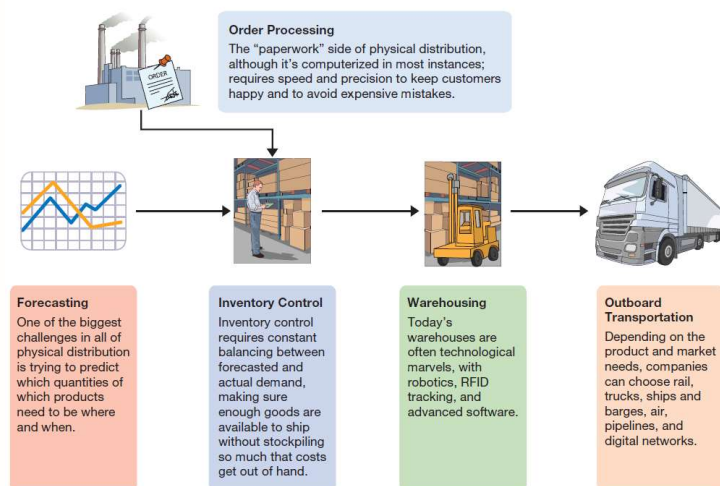 Order Processing
The “paperwork” side of physical distribution,
although it’s computerized in most instances;
requires speed and precision to keep customers
happy and to avoid expensive mistakes.
ORDER
Forecasting
One of the biggest
challenges in all of
physical distribution
is trying to predict
which quantities of
which products
need to be where
and when.
Inventory Control
Inventory control
requires constant
balancing between
forecasted and
actual demand,
making sure
enough goods are
available to ship
without stockpiling
so much that costs
get out of hand.
Warehousing
Today’s
warehouses are
often technological
marvels, with
robotics, RFID
tracking, and
advanced software.
Outboard
Transportation
Depending on the
product and market
needs, companies
can choose rail,
trucks, ships and
barges, air,
pipelines, and
digital networks.